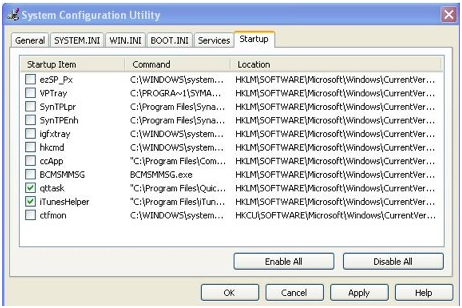 System Configuration Utility
General SYSTEM.INI WIN.INI BOOT.INI Services Startup
Startup Item Command Location
ezSP_Px C:\WINDOWS\system... HKLM\SOFTWARE\Microsoft\Windows\CurrentVer...
VPTray C:\PROGRA~1\SYMA... HKLM\SOFTWARE\Microsoft\Windows\CurrentVer...
SynTPLpr C:\Program Files\Syna... HKLM\SOFTWARE\Microsoft\Windows\CurrentVer...
SynTPEnh C:\Program Files\Syna... HKLM\SOFTWARE\Microsoft\Windows\CurrentVer...
igfxtray C:\WINDOWS\system... HKLM\SOFTWARE\Microsoft\Windows\CurrentVer...
hkcmd C:\WINDOWS\system... HKLM\SOFTWARE\Microsoft\Windows\CurrentVer...
ccApp "C:\Program Files\Com... HKLM\SOFTWARE\Microsoft\Windows\CurrentVer...
BCMSMMSG BCMSMMSG.exe HKLM\SOFTWARE\Microsoft\Windows\CurrentVer...
qttask "C:\Program Files\Quic... HKLM\SOFTWARE\Microsoft\Windows\CurrentVer...
iTunesHelper "C:\Program Files\iTun... HKLM\SOFTWARE\Microsoft\Windows\CurrentVer...
ctfmon C:\WINDOWS\system... HKCU\SOFTWARE\Microsoft\Windows\CurrentVer...
Enable All Disable All
OK Cancel Apply Help